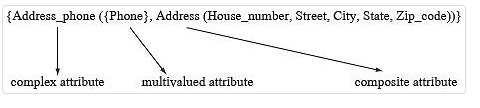 {Address_phone ({Phone}, Address (House_number, Street, City, State, Zip_code))}
complex attribute multivalued attribute composite attribute